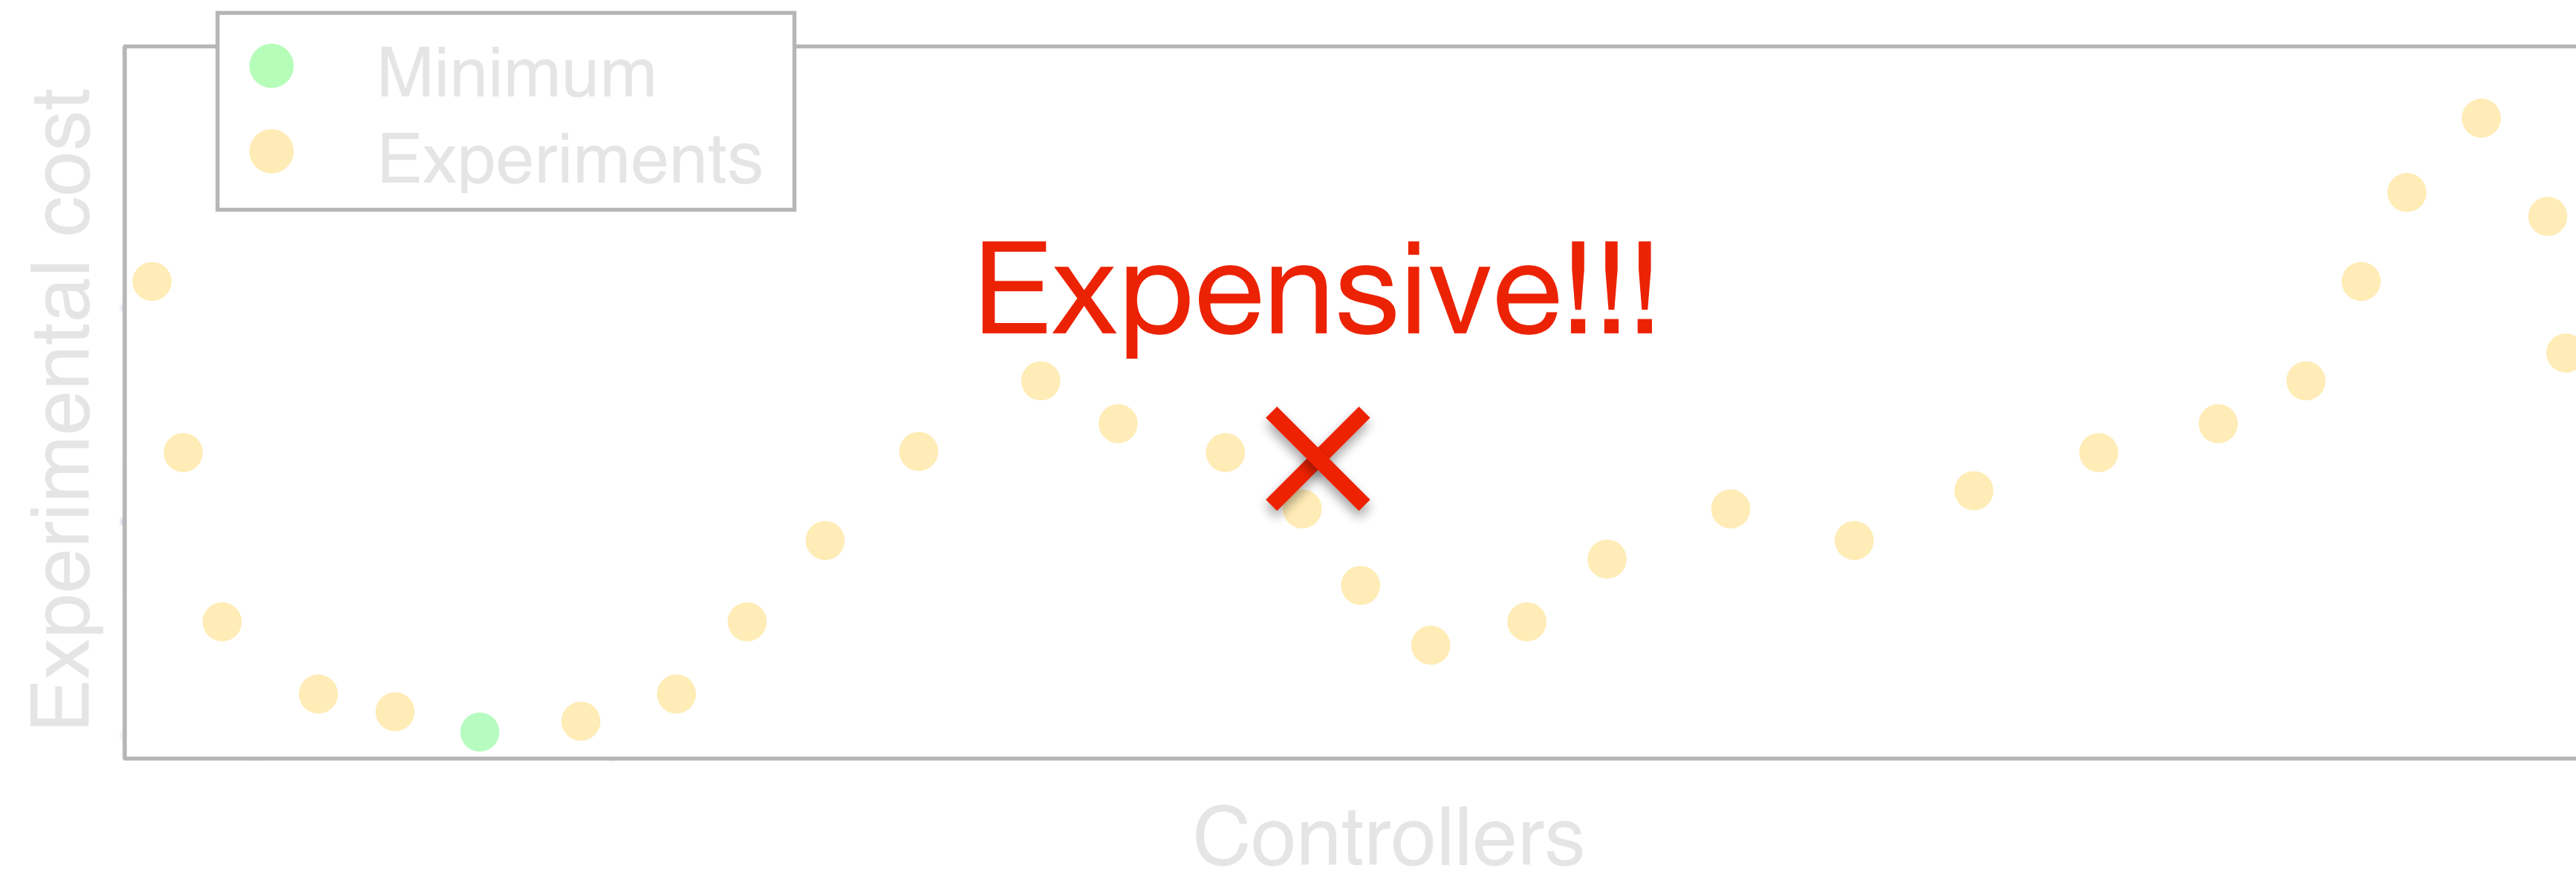 Minimum
Experiments
Experimental cost
Expensive!!!
Controllers